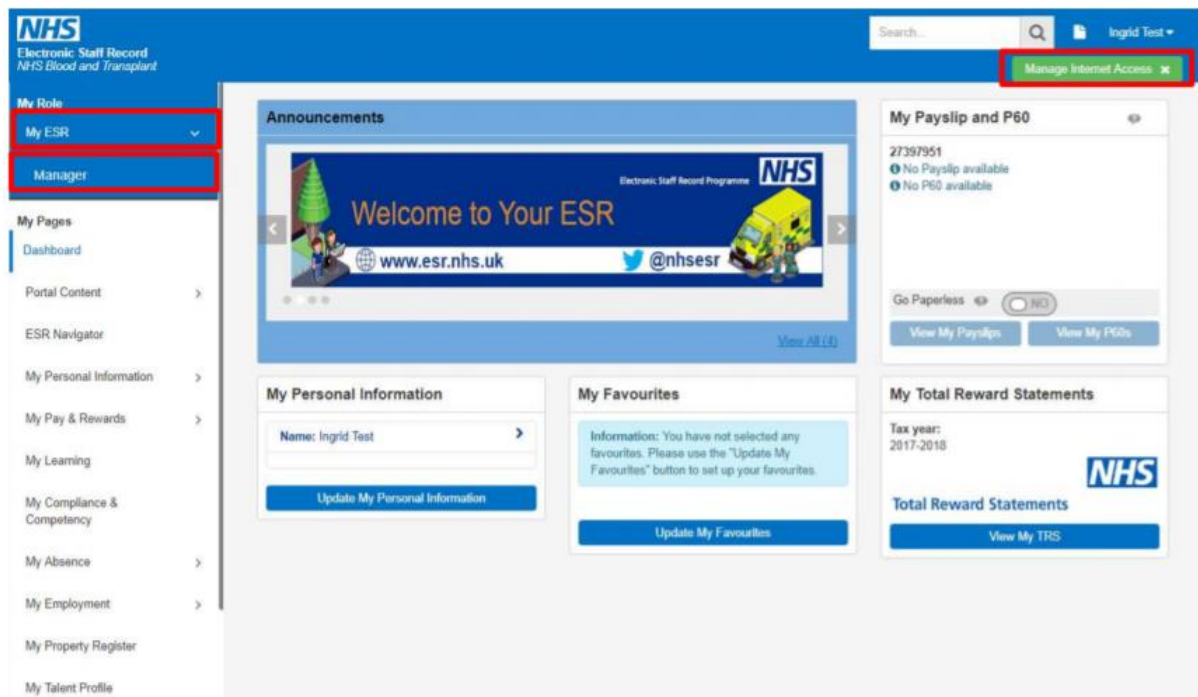 NHS
Electronic Staff Record
NHS Blood and Transplant
Search...
Ingrid Test
Manage Internet Access
My Role
My ESR
Manager
My Pages
Dashboard
Portal Content
ESR Navigator
My Personal Information
My Pay & Rewards
My Learning
My Compliance &
Competency
My Absence
My Employment
My Property Register
My Talent Profile
Announcements
Electronic Staff Record Programme
NHS
Welcome to Your ESR
www.esr.nhs.uk
@nhsesr
View All (4)
My Payslip and P60
27397951
No Payslip available
No P60 available
Go Paperless
NO
View My Payslips
View My P60s
My Personal Information
Name: Ingrid Test
Update My Personal Information
My Favourites
Information: You have not selected any
favourites. Please use the "Update My
Favourites" button to set up your favourites.
Update My Favourites
My Total Reward Statements
Tax year:
2017-2018
NHS
Total Reward Statements
View My TRS